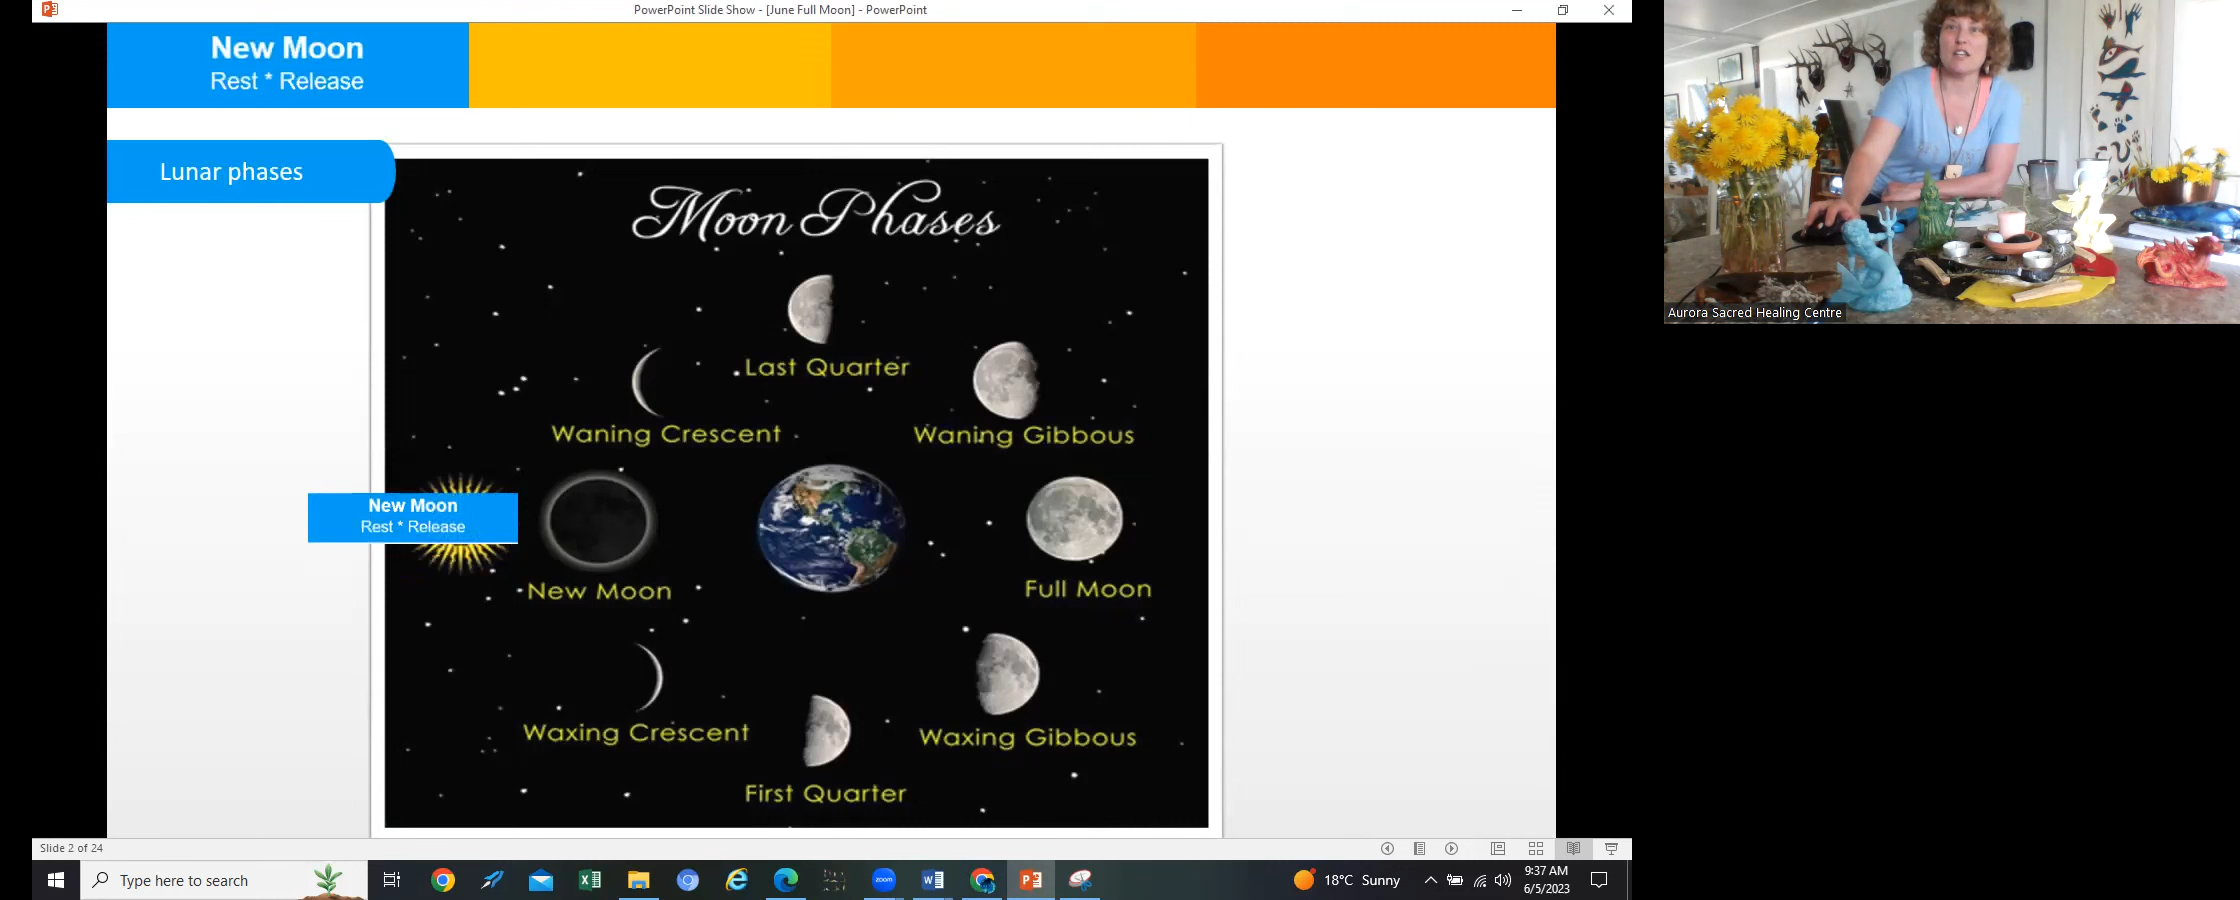 PowerPoint Slide Show - [June Full Moon] - PowerPoint
New Moon
Rest * Release
Lunar phases
Moon Phases
Last Quarter
Waning Crescent
Waning Gibbous
New Moon
Rest * Release
New Moon
Full Moon
Waxing Crescent
Waxing Gibbous
First Quarter
Aurora Sacred Healing Centre
Slide 2 of 24
Type here to search
zoom
18°C Sunny
9:37 AM
6/5/2023